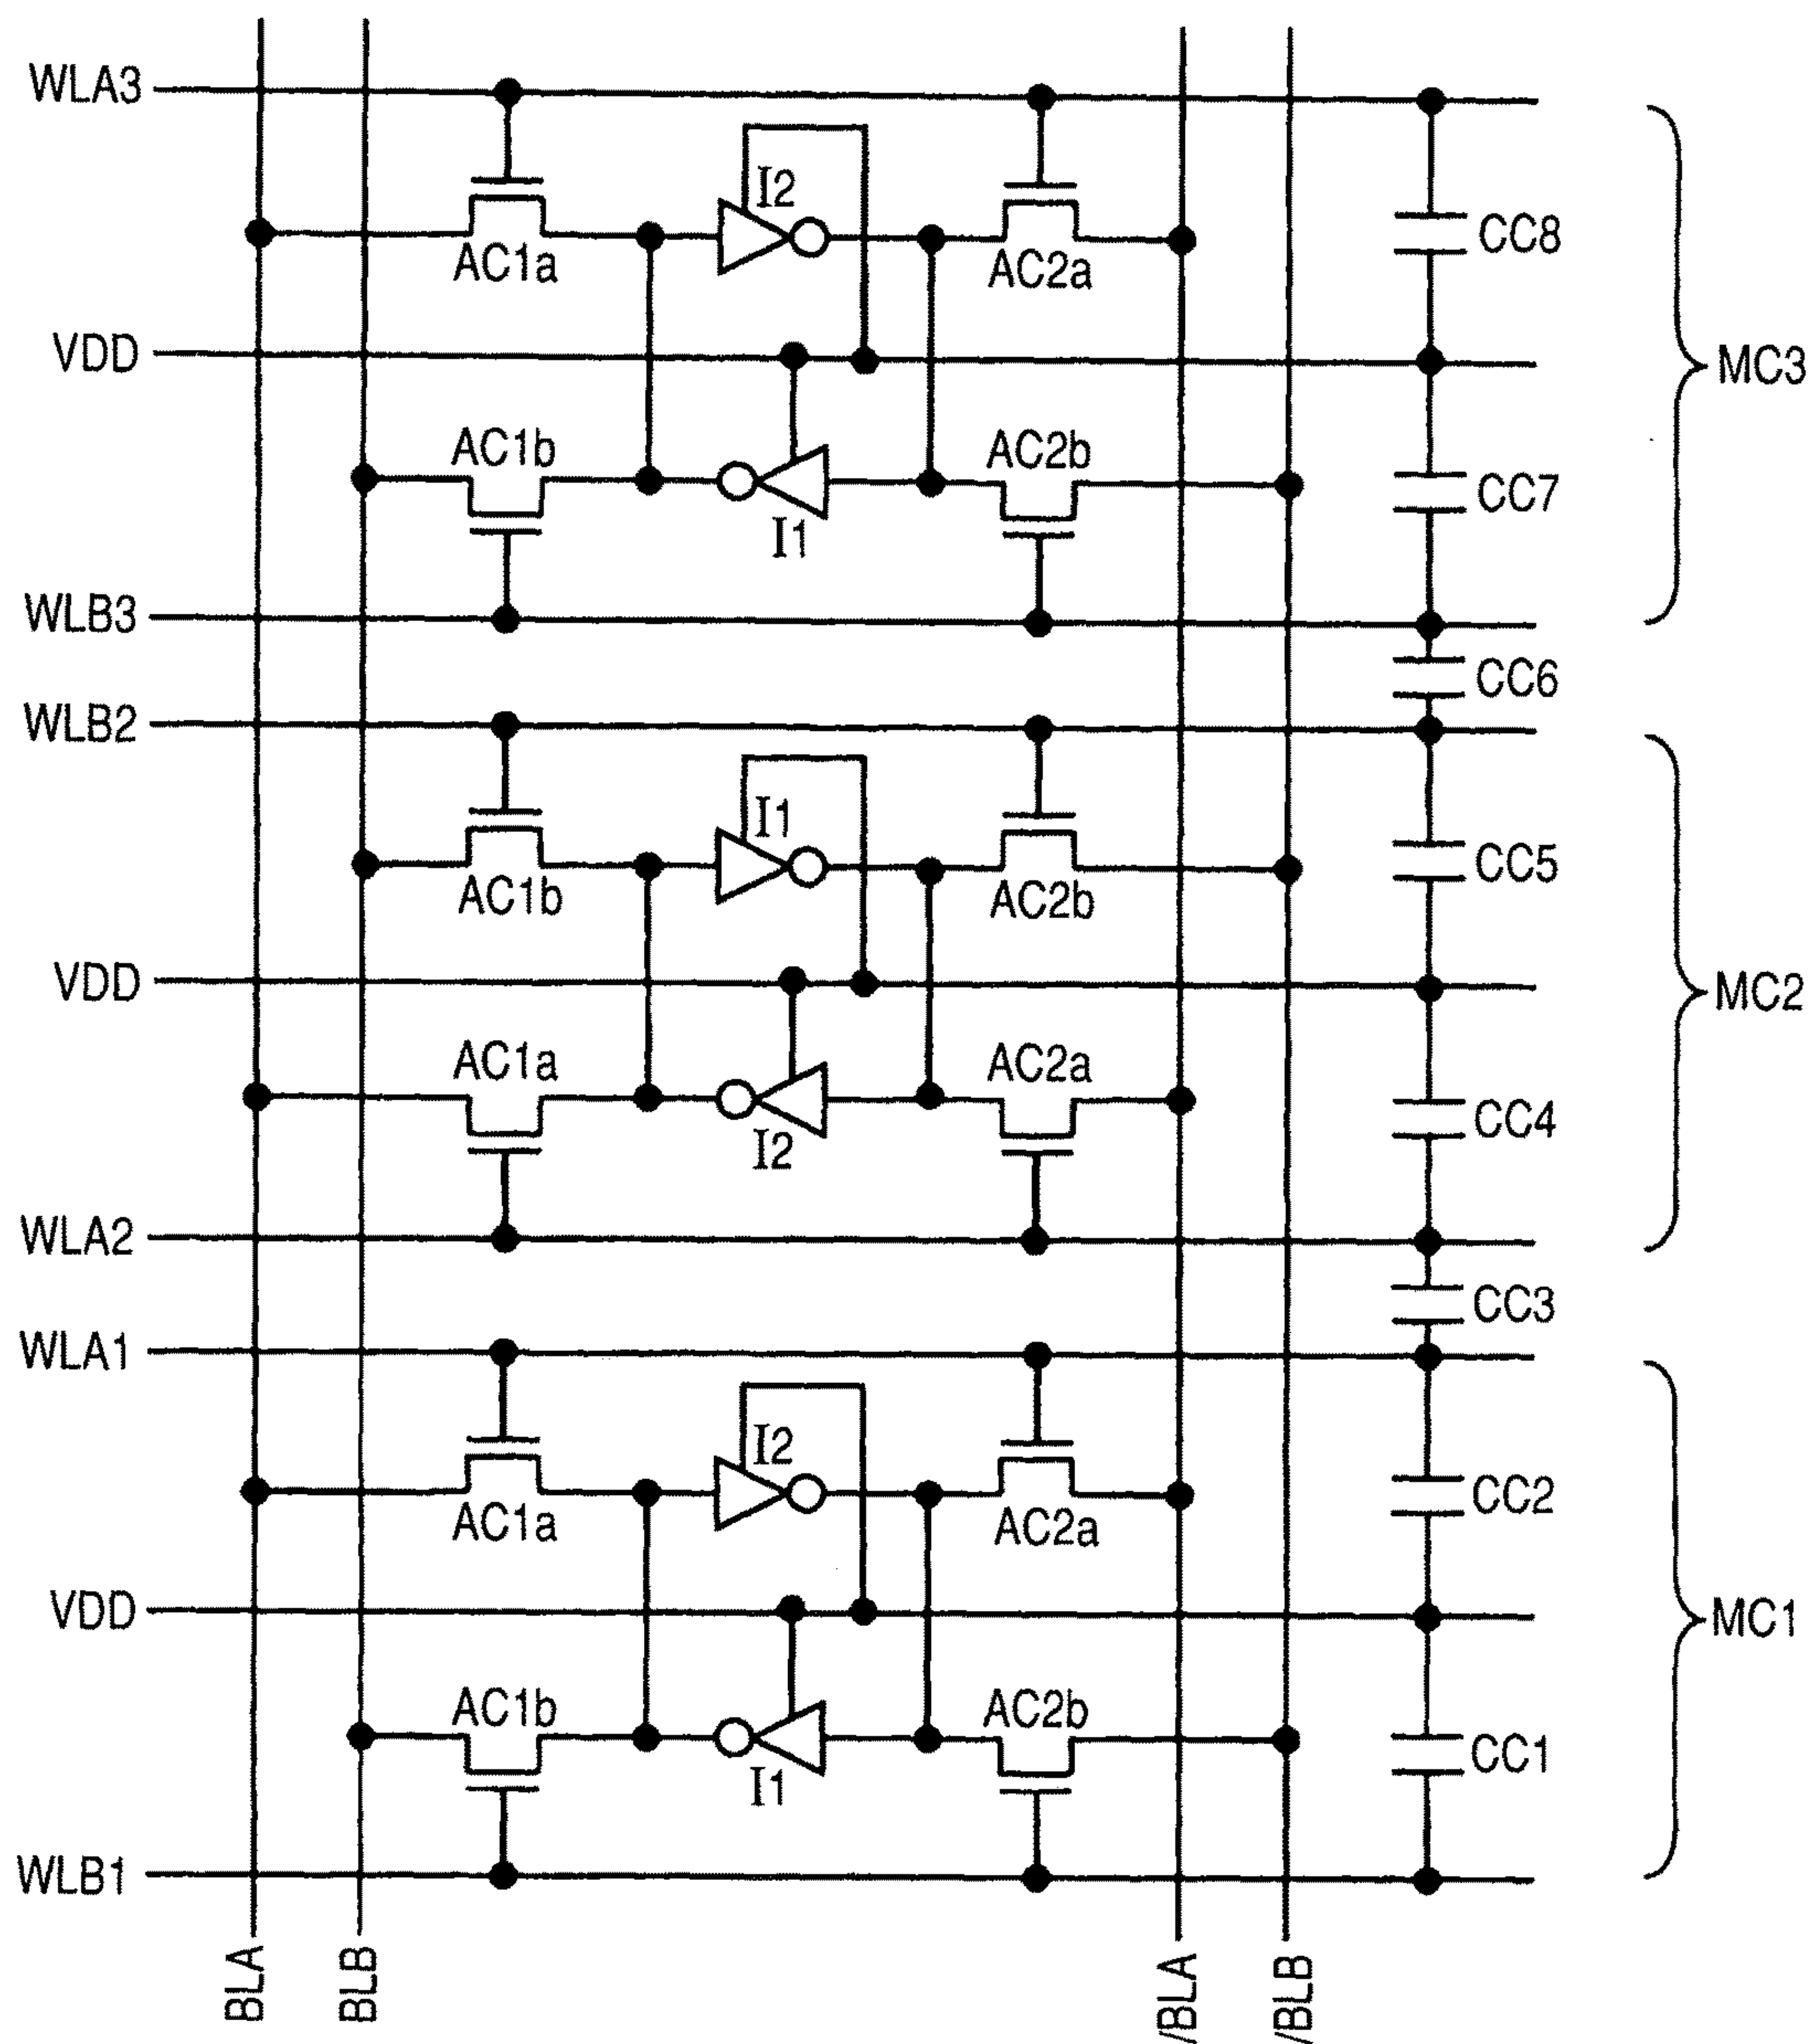 WLA3
I2
AC1a
AC2a
CC8
VDD
MC3
AC1b
AC2b
I1
CC7
WLB3
CC6
WLB2
I1
AC1b
AC2b
CC5
VDD
MC2
AC1a
AC2a
I2
CC4
WLA2
CC3
WLA1
I2
AC1a
AC2a
CC2
VDD
MC1
AC1b
AC2b
I1
CC1
WLB1
BLA
BLB
/BLA
/BLB